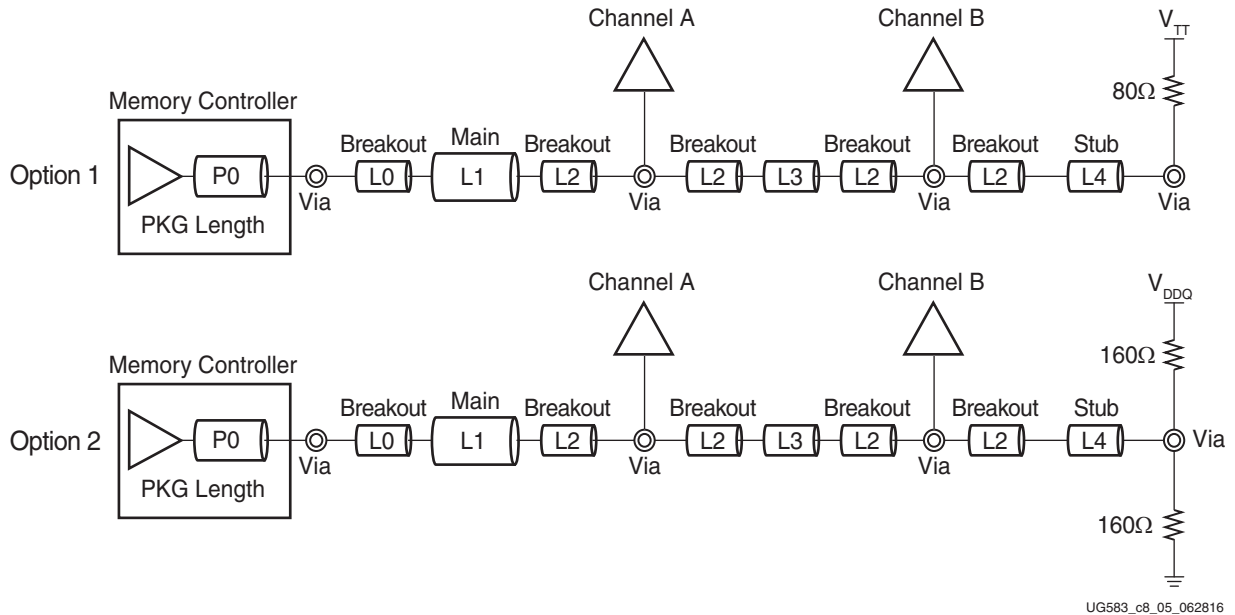 Channel A
Channel B
V_TT
80Ω
Memory Controller
Breakout
Main
Breakout
Breakout
Breakout
Breakout
Stub
Option 1
P0
L0
L1
L2
L2
L3
L2
L2
L4
Via
Via
Via
Via
PKG Length
Channel A
Channel B
V_DDQ
160Ω
Memory Controller
Breakout
Main
Breakout
Breakout
Breakout
Breakout
Stub
Option 2
P0
L0
L1
L2
L2
L3
L2
L2
L4
Via
Via
Via
Via
PKG Length
160Ω
UG583_c8_05_062816